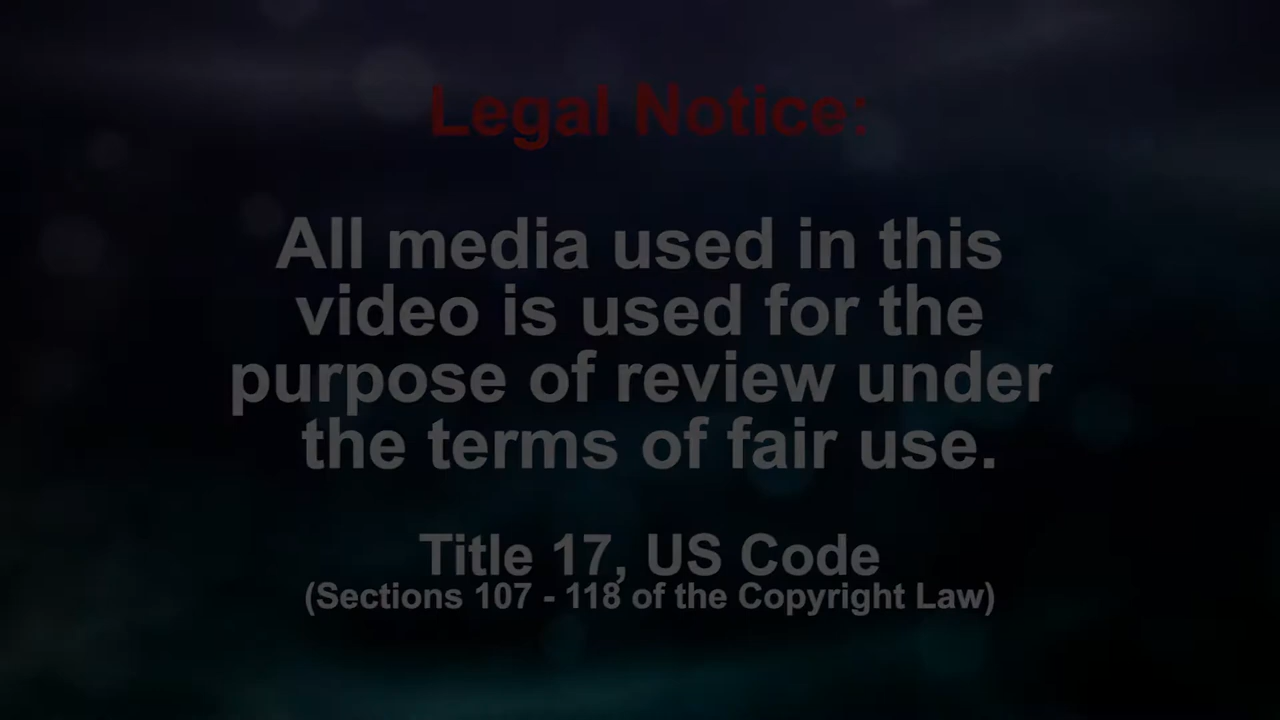 Legal Notice:
All media used in this
video is used for the
purpose of review under
the terms of fair use.
Title 17, US Code
(Sections 107 - 118 of the Copyright Law)